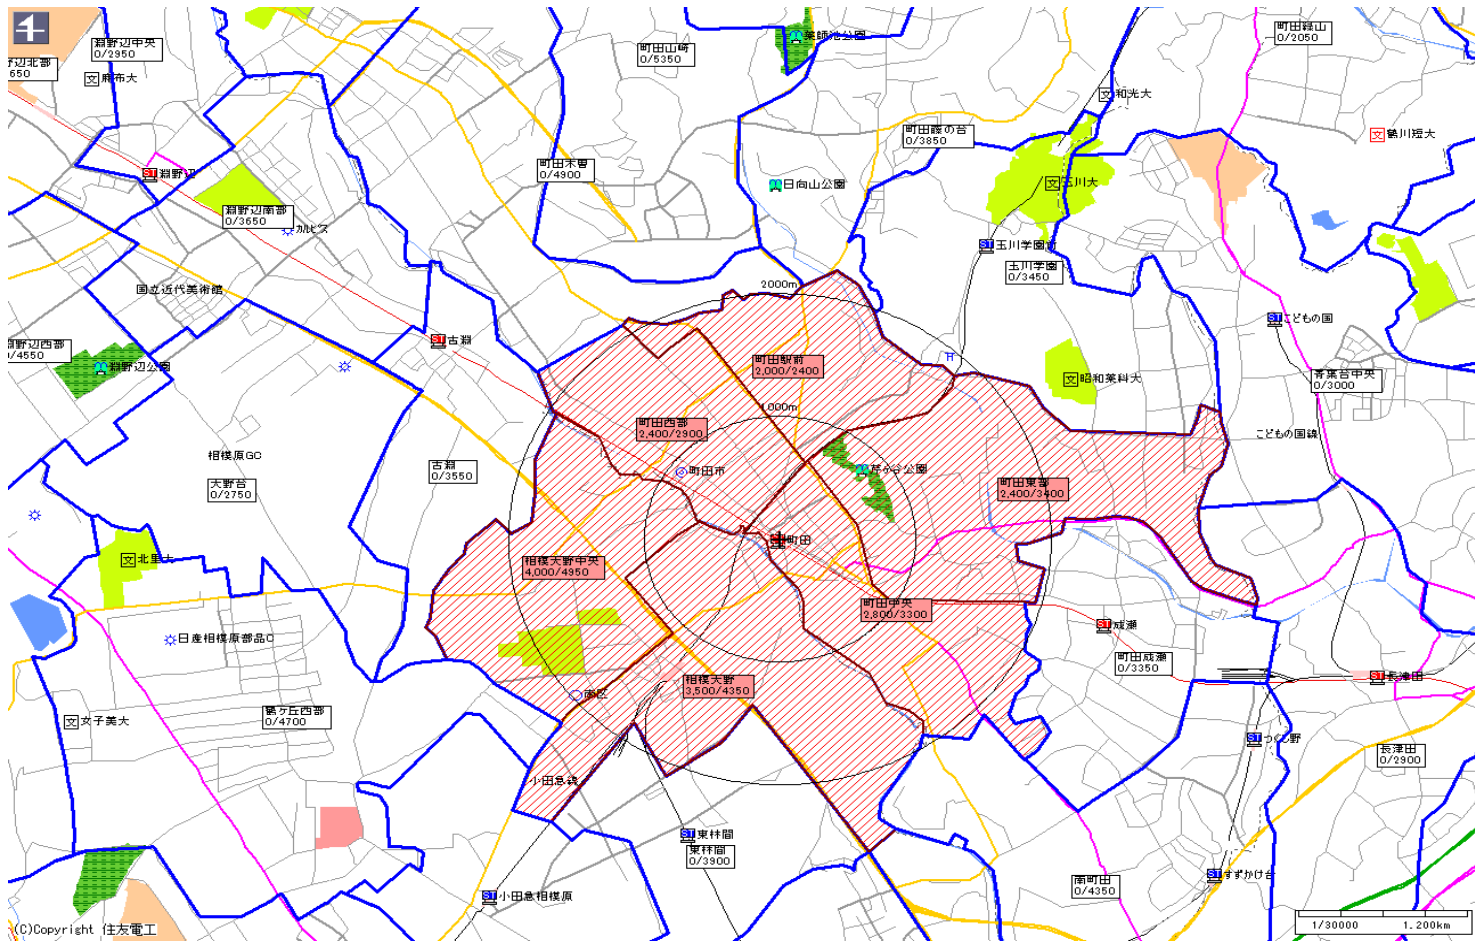 淵野辺中央
0/2950
野辺北部
650
麻布大
町田山崎
0/5350
薬師池公園
町田緑山
0/2050
和光大
鶴川短大
町田藤の台
0/3850
町田木曽
0/4900
淵野辺
日向山公園
玉川大
淵野辺南部
0/3650
カルピス
玉川学園前
玉川学園
0/3450
国立近代美術館
2000m
こどもの国
古淵
淵野辺西部
/4550
淵野辺公園
町田駅前
2,000/2400
昭和薬科大
青葉台中央
0/3000
1,000m
町田西部
2,400/2900
こどもの国線
相模原GC
古淵
0/3550
町田市
芹ヶ谷公園
大野台
0/2750
町田東部
2,400/3400
町田
北里大
相模大野中央
4,000/4950
町田中央
2,800/3300
成瀬
日産相模原部品C
町田成瀬
0/3350
相模大野
3,500/4350
南区
長津田
鶴ヶ丘西部
0/4700
女子美大
つくし野
長津田
0/2900
小田急線
東林間
東林間
0/3900
南町田
0/4350
すずかけ台
小田急相模原
(C)Copyright 住友電工
1/30000
1.200km